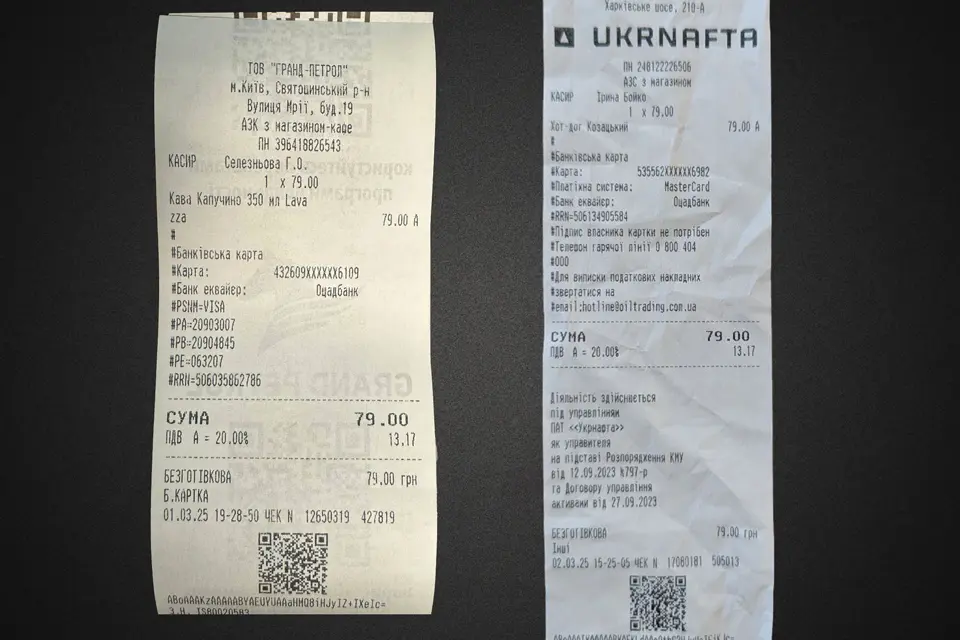 ТОВ "ГРАНД-ПЕТРОЛ"
м.Київ, Святошинський р-н
Вулиця Мрії, буд.19
АЗК з магазином-кафе
ПН 396418826543
КАСИР Селезньова Г.О.
1 x 79.00
Кава Капучино 350 мл Lava
zza 79.00 А
#
#Банківська карта
#Карта: 432609XXXXXX6109
#Банк еквайєр: Ощадбанк
#PSNM=VISA
#PA=20903007
#PB=20904845
#PE=063207
#RRN=506035862786
СУМА 79.00
ПДВ А = 20.00% 13.17
БЕЗГОТІВКОВА 79.00 грн
Б.КАРТКА
01.03.25 19-28-50 ЧЕК N 12650319 427819
Харківське шосе, 210-А
UKRNAFTA
ПН 248122226506
АЗС з магазином
КАСИР Ірина Бойко
1 x 79.00
Хот-дог Козацький 79.00 А
#
#Банківська карта
#Карта: 535562XXXXXX6982
#Платіжна система: MasterCard
#Банк еквайєр: Ощадбанк
#RRN=506134905584
#Підпис власника картки не потрібен
#Телефон гарячої лінії 0 800 404
#000
#Для виписки податкових накладних
#звертатися на
#email:hotline@oiltrading.com.ua
СУМА 79.00
ПДВ А = 20.00% 13.17
Діяльність здійснюється
під управлінням
ПАТ <<Укрнафта>>
як управителя
на підставі Розпорядження КМУ
від 12.09.2023 №797-р
та Договору управління
активами від 27.09.2023
БЕЗГОТІВКОВА 79.00 грн
Інші
02.03.25 15-25-05 ЧЕК N 17080181 505013